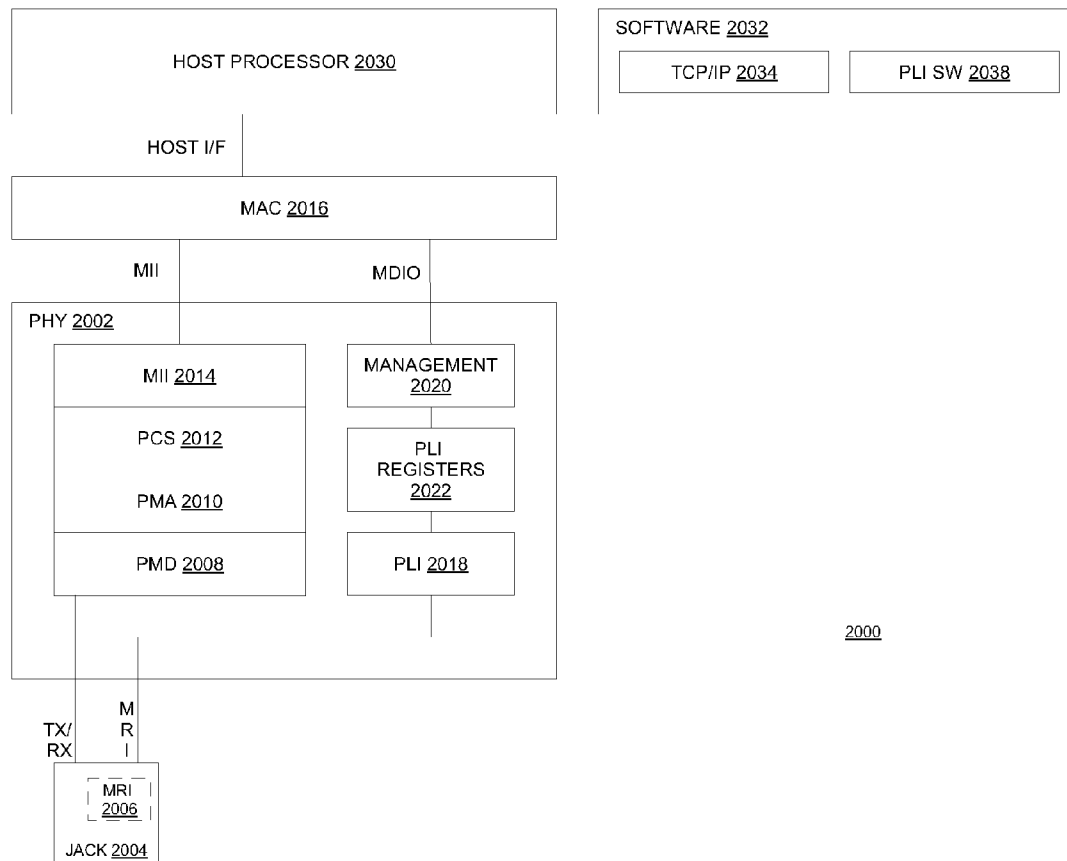 HOST PROCESSOR 2030
SOFTWARE 2032
TCP/IP 2034
PLI SW 2038
HOST I/F
MAC 2016
MII
MDIO
PHY 2002
MII 2014
MANAGEMENT
2020
PCS 2012
PLI
REGISTERS
2022
PMA 2010
PMD 2008
PLI 2018
2000
TX/
RX
M
R
I
MRI
2006
JACK 2004